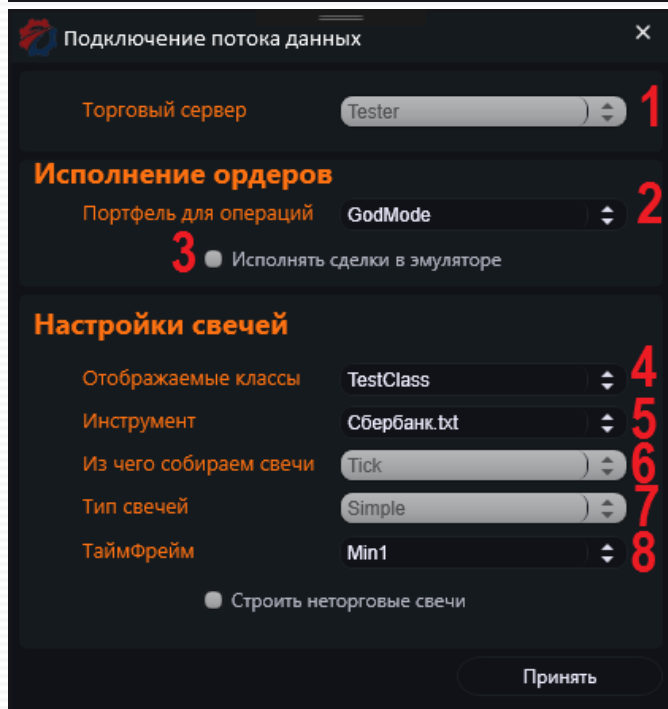 Подключение потока данных
Торговый сервер Tester 1
Исполнение ордеров
Портфель для операций GodMode 2
3 Исполнять сделки в эмуляторе
Настройки свечей
Отображаемые классы TestClass 4
Инструмент Сбербанк.txt 5
Из чего собираем свечи Tick 6
Тип свечей Simple 7
ТаймФрейм Min1 8
Строить неторговые свечи
Принять